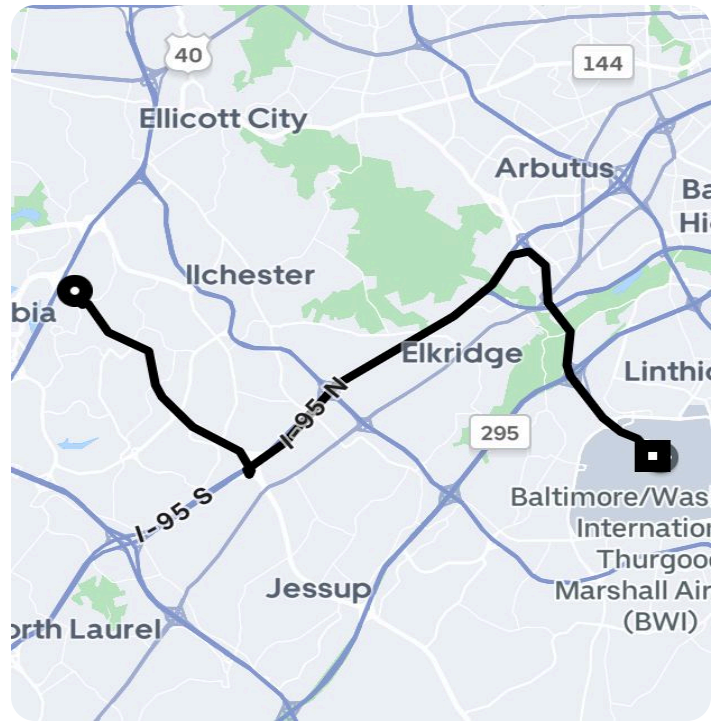 40
144
Ellicott City
Arbutus
Ba
Hi
Ilchester
bia
Elkridge
Linthic
I-95 N
295
I-95 S
Baltimore/Was
Internation
Thurgoo
Marshall Air
(BWI)
Jessup
orth Laurel